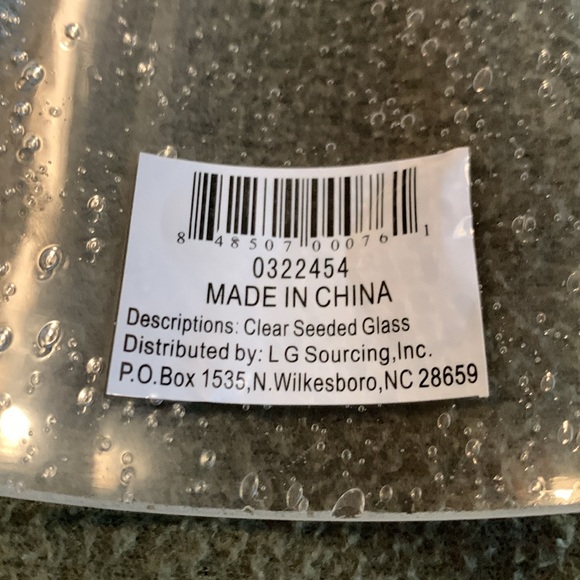 8 48507 00076 1
0322454
MADE IN CHINA
Descriptions: Clear Seeded Glass
Distributed by: L G Sourcing,Inc.
P.O.Box 1535,N.Wilkesboro,NC 28659